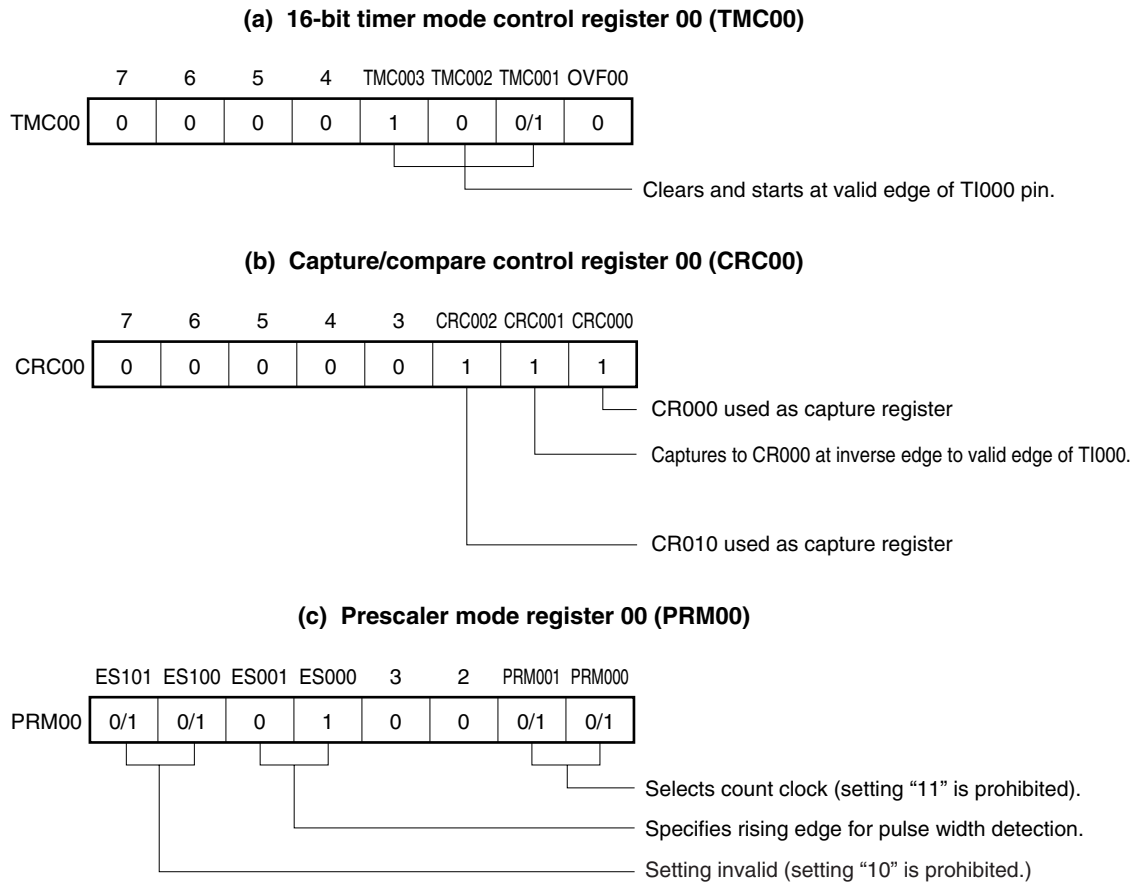 (a) 16-bit timer mode control register 00 (TMC00)
7 6 5 4 TMC003 TMC002 TMC001 OVF00
TMC00 0 0 0 0 1 0 0/1 0
Clears and starts at valid edge of TI000 pin.
(b) Capture/compare control register 00 (CRC00)
7 6 5 4 3 CRC002 CRC001 CRC000
CRC00 0 0 0 0 0 1 1 1
CR000 used as capture register
Captures to CR000 at inverse edge to valid edge of TI000.
CR010 used as capture register
(c) Prescaler mode register 00 (PRM00)
ES101 ES100 ES001 ES000 3 2 PRM001 PRM000
PRM00 0/1 0/1 0 1 0 0 0/1 0/1
Selects count clock (setting “11” is prohibited).
Specifies rising edge for pulse width detection.
Setting invalid (setting “10” is prohibited.)